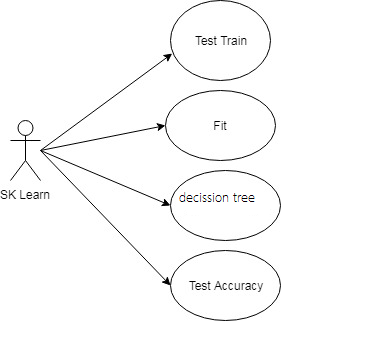 Test Train
Fit
SK Learn
decission tree
Test Accuracy